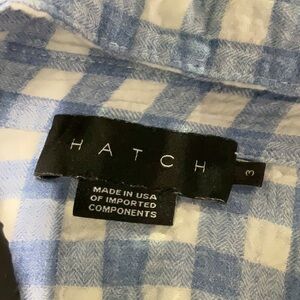 HATCH
3
MADE IN USA
OF IMPORTED
COMPONENTS